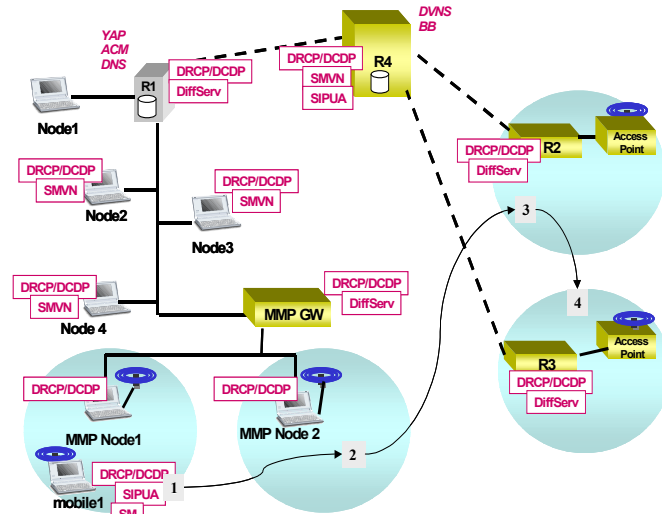 YAP
ACM
DNS
DVNS
BB
R1
DRCP/DCDP
DiffServ
R4
DRCP/DCDP
SMVN
SIPUA
Node1
R2
DRCP/DCDP
DiffServ
Access
Point
DRCP/DCDP
SMVN
Node2
DRCP/DCDP
SMVN
Node3
3
DRCP/DCDP
SMVN
Node 4
MMP GW
DRCP/DCDP
DiffServ
4
R3
DRCP/DCDP
DiffServ
Access
Point
DRCP/DCDP
MMP Node1
DRCP/DCDP
MMP Node 2
2
mobile1
DRCP/DCDP
SIPUA
SM
1